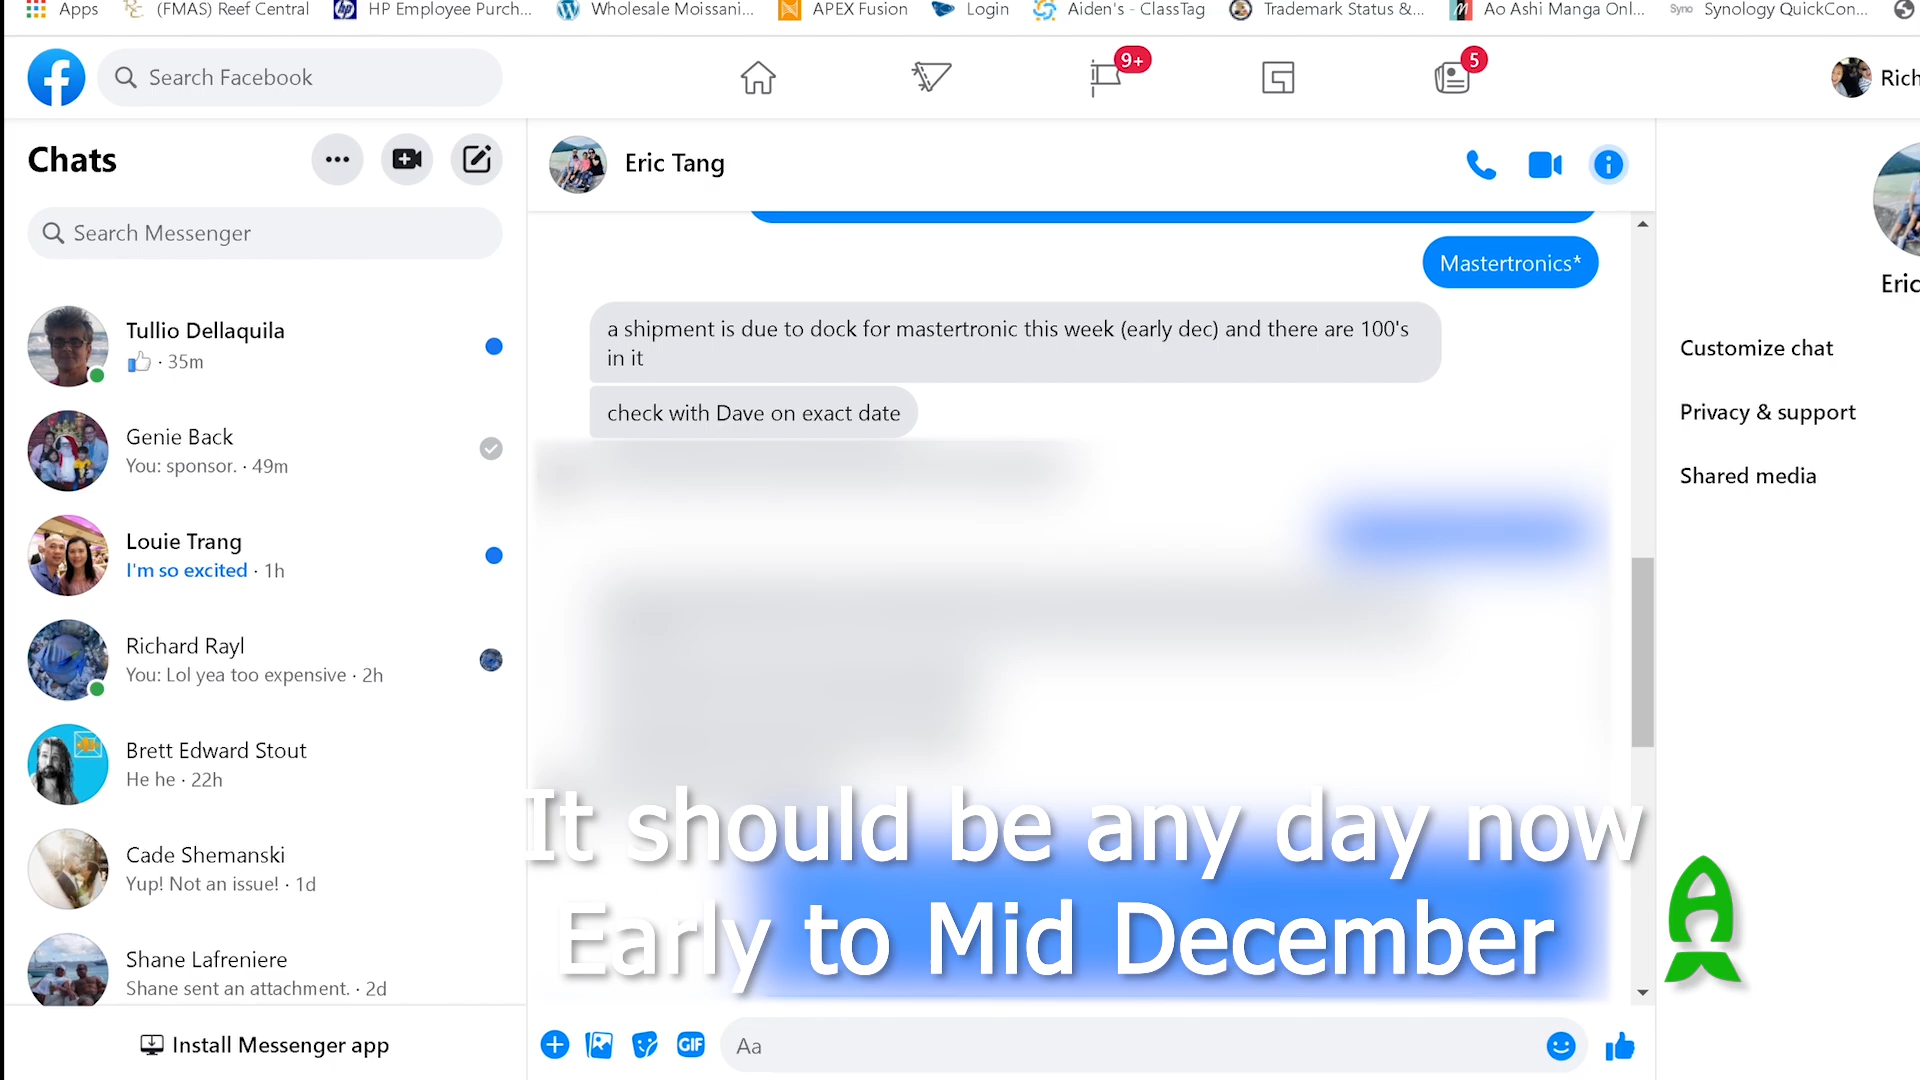 Apps
(FMAS) Reef Central
HP Employee Purch...
Wholesale Moissani...
APEX Fusion
Login
Aiden's - ClassTag
Trademark Status &...
Ao Ashi Manga Onl...
Syno Synology QuickCon...
Search Facebook
9+
5
Rich
Chats
Search Messenger
Tullio Dellaquila
· 35m
Genie Back
You: sponsor. · 49m
Louie Trang
I'm so excited · 1h
Richard Rayl
You: Lol yea too expensive · 2h
Brett Edward Stout
He he · 22h
Cade Shemanski
Yup! Not an issue! · 1d
Shane Lafreniere
Shane sent an attachment. · 2d
Install Messenger app
Eric Tang
Mastertronics*
a shipment is due to dock for mastertronic this week (early dec) and there are 100's
in it
check with Dave on exact date
It should be any day now
Early to Mid December
GIF
Aa
Eric
Customize chat
Privacy & support
Shared media